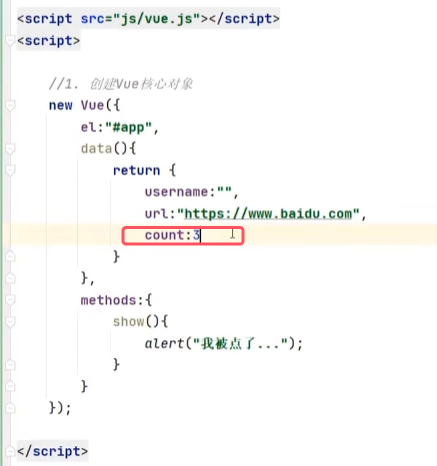 <script src="js/vue.js"></script>
<script>
//1. 创建Vue核心对象
new Vue({
el:"#app",
data(){
return {
username:"",
url:"https://www.baidu.com",
count:3
}
},
methods:{
show(){
alert("我被点了...");
}
}
});
</script>